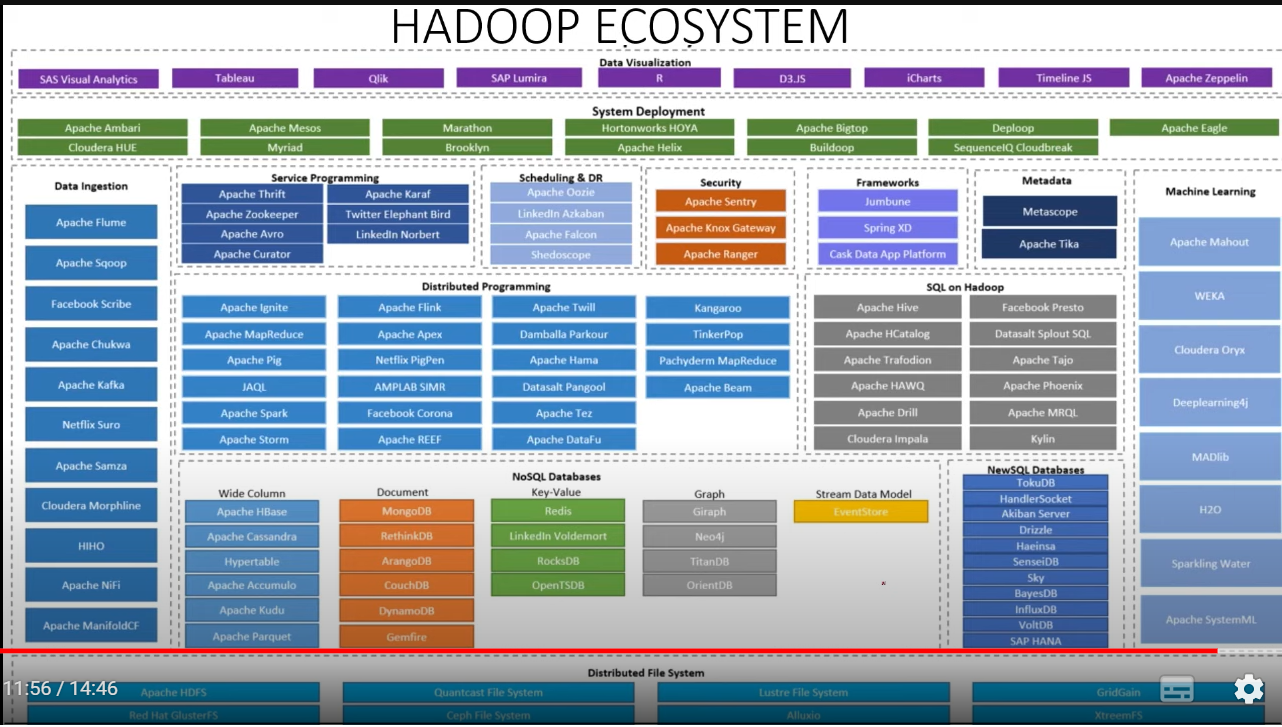 HADOOP ECOSYSTEM
Data Visualization
SAS Visual Analytics
Tableau
Qlik
SAP Lumira
R
D3.JS
iCharts
Timeline JS
Apache Zeppelin
System Deployment
Apache Ambari
Apache Mesos
Marathon
Hortonworks HOYA
Apache Bigtop
Deploop
Apache Eagle
Cloudera HUE
Myriad
Brooklyn
Apache Helix
Buildoop
SequenceIQ Cloudbreak
Data Ingestion
Apache Flume
Apache Sqoop
Facebook Scribe
Apache Chukwa
Apache Kafka
Netflix Suro
Apache Samza
Cloudera Morphline
HIHO
Apache NiFi
Apache ManifoldCF
Service Programming
Apache Thrift
Apache Karaf
Apache Zookeeper
Twitter Elephant Bird
Apache Avro
LinkedIn Norbert
Apache Curator
Scheduling & DR
Apache Oozie
LinkedIn Azkaban
Apache Falcon
Shedoscope
Security
Apache Sentry
Apache Knox Gateway
Apache Ranger
Frameworks
Jumbune
Spring XD
Cask Data App Platform
Metadata
Metascope
Apache Tika
Machine Learning
Apache Mahout
WEKA
Cloudera Oryx
Deeplearning4j
MADlib
H2O
Sparkling Water
Apache SystemML
Distributed Programming
Apache Ignite
Apache Flink
Apache Twill
Kangaroo
Apache MapReduce
Apache Apex
Damballa Parkour
TinkerPop
Apache Pig
Netflix PigPen
Apache Hama
Pachyderm MapReduce
JAQL
AMPLAB SIMR
Datasalt Pangool
Apache Beam
Apache Spark
Facebook Corona
Apache Tez
Apache Storm
Apache REEF
Apache DataFu
SQL on Hadoop
Apache Hive
Facebook Presto
Apache HCatalog
Datasalt Splout SQL
Apache Trafodion
Apache Tajo
Apache HAWQ
Apache Phoenix
Apache Drill
Apache MRQL
Cloudera Impala
Kylin
NoSQL Databases
Wide Column
Apache HBase
Apache Cassandra
Hypertable
Apache Accumulo
Apache Kudu
Apache Parquet
Document
MongoDB
RethinkDB
ArangoDB
CouchDB
DynamoDB
Gemfire
Key-Value
Redis
LinkedIn Voldemort
RocksDB
OpenTSDB
Graph
Giraph
Neo4j
TitanDB
OrientDB
Stream Data Model
EventStore
NewSQL Databases
TokuDB
HandlerSocket
Akiban Server
Drizzle
Haeinsa
SenseiDB
Sky
BayesDB
InfluxDB
VoltDB
SAP HANA
Distributed File System
11:56 / 14:46
Apache HDFS
Quantcast File System
Lustre File System
GridGain
Red Hat GlusterFS
Ceph File System
Alluxio
XtreemFS